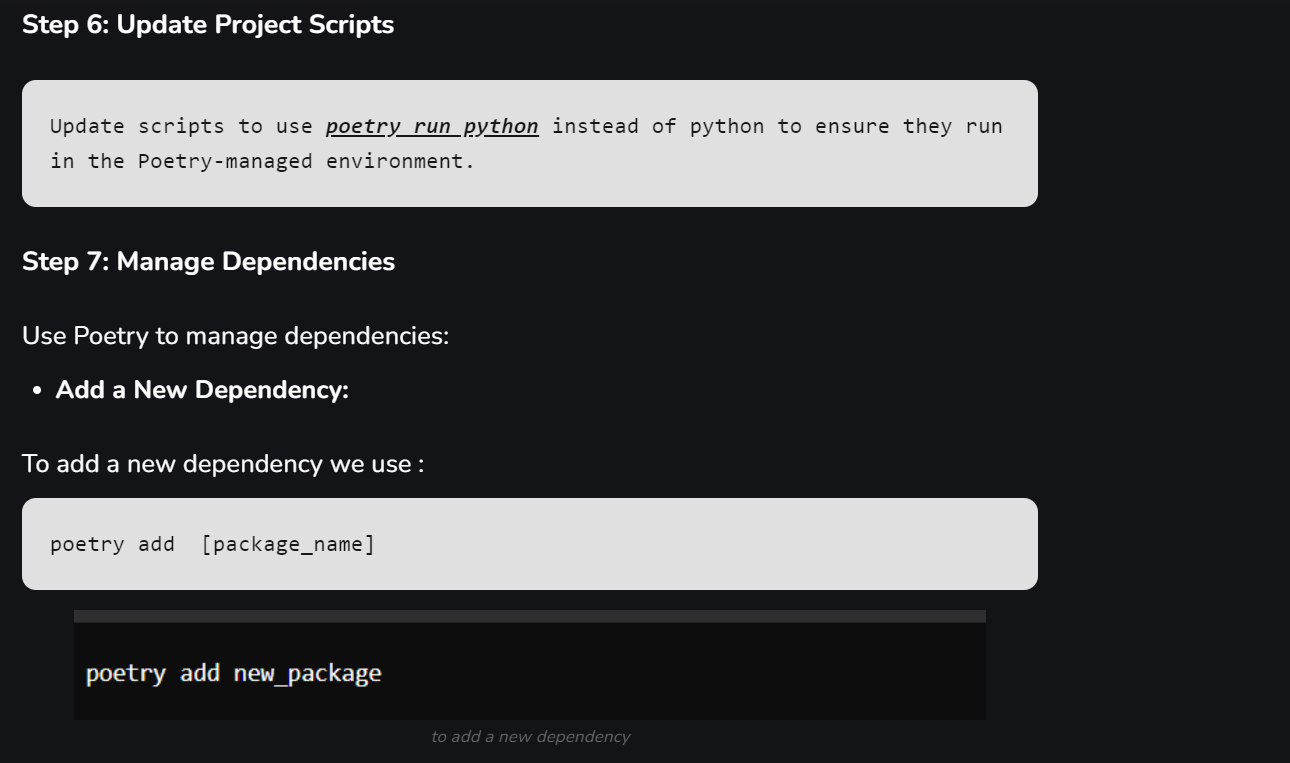 Step 6: Update Project Scripts
Update scripts to use poetry run python instead of python to ensure they run
in the Poetry-managed environment.
Step 7: Manage Dependencies
Use Poetry to manage dependencies:
• Add a New Dependency:
To add a new dependency we use :
poetry add  [package_name]
poetry add new_package
to add a new dependency